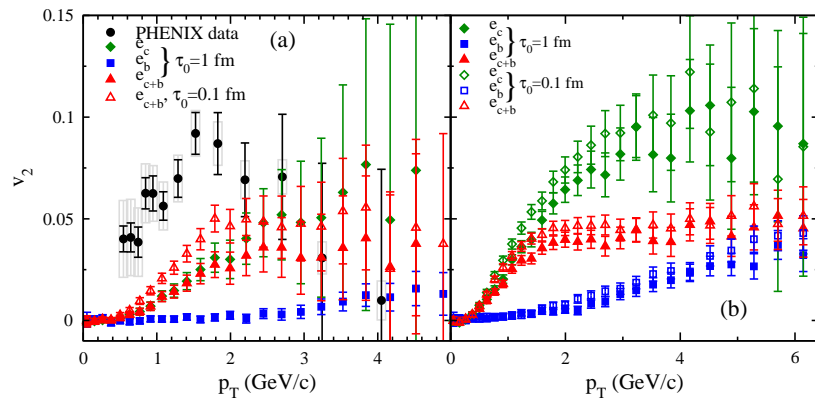 0.15
0.1
0.05
0
v2
PHENIX data
(a)
ec
eb } τ0=1 fm
ec+b
ec+b, τ0=0.1 fm
0 1 2 3 4
pT (GeV/c)
ec
eb } τ0=1 fm
ec+b
ec
eb } τ0=0.1 fm
ec+b
(b)
0 2 4 6
pT (GeV/c)